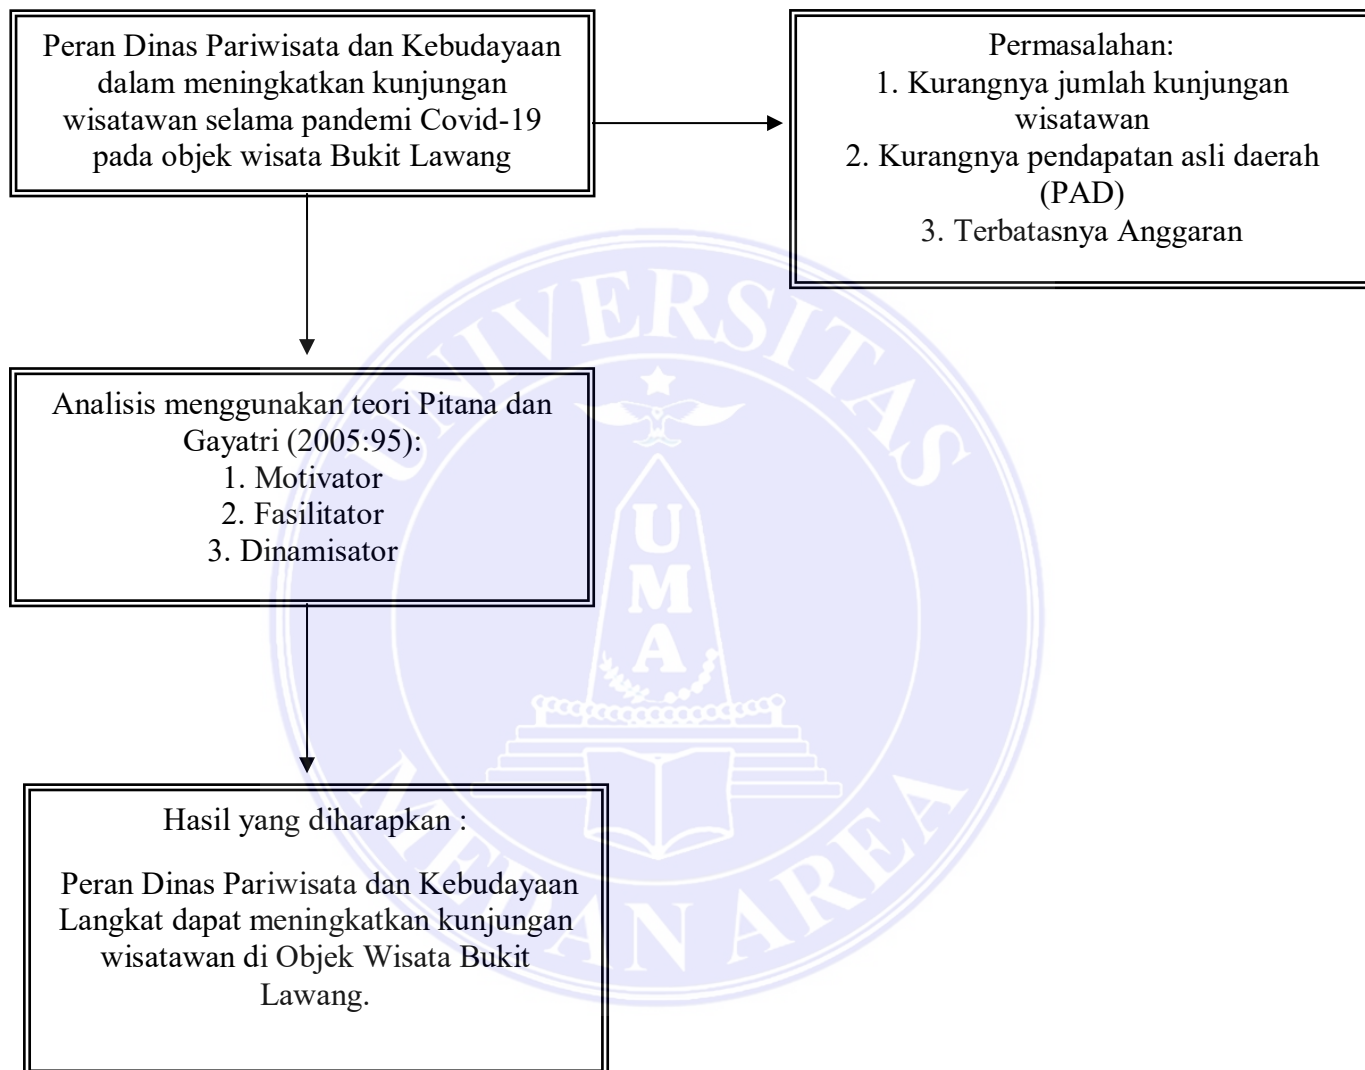 Peran Dinas Pariwisata dan Kebudayaan
dalam meningkatkan kunjungan
wisatawan selama pandemi Covid-19
pada objek wisata Bukit Lawang
Permasalahan:
1. Kurangnya jumlah kunjungan
wisatawan
2. Kurangnya pendapatan asli daerah
(PAD)
3. Terbatasnya Anggaran
Analisis menggunakan teori Pitana dan
Gayatri (2005:95):
1. Motivator
2. Fasilitator
3. Dinamisator
Hasil yang diharapkan :
Peran Dinas Pariwisata dan Kebudayaan
Langkat dapat meningkatkan kunjungan
wisatawan di Objek Wisata Bukit
Lawang.
UNIVERSITAS
UMA
MEDAN AREA